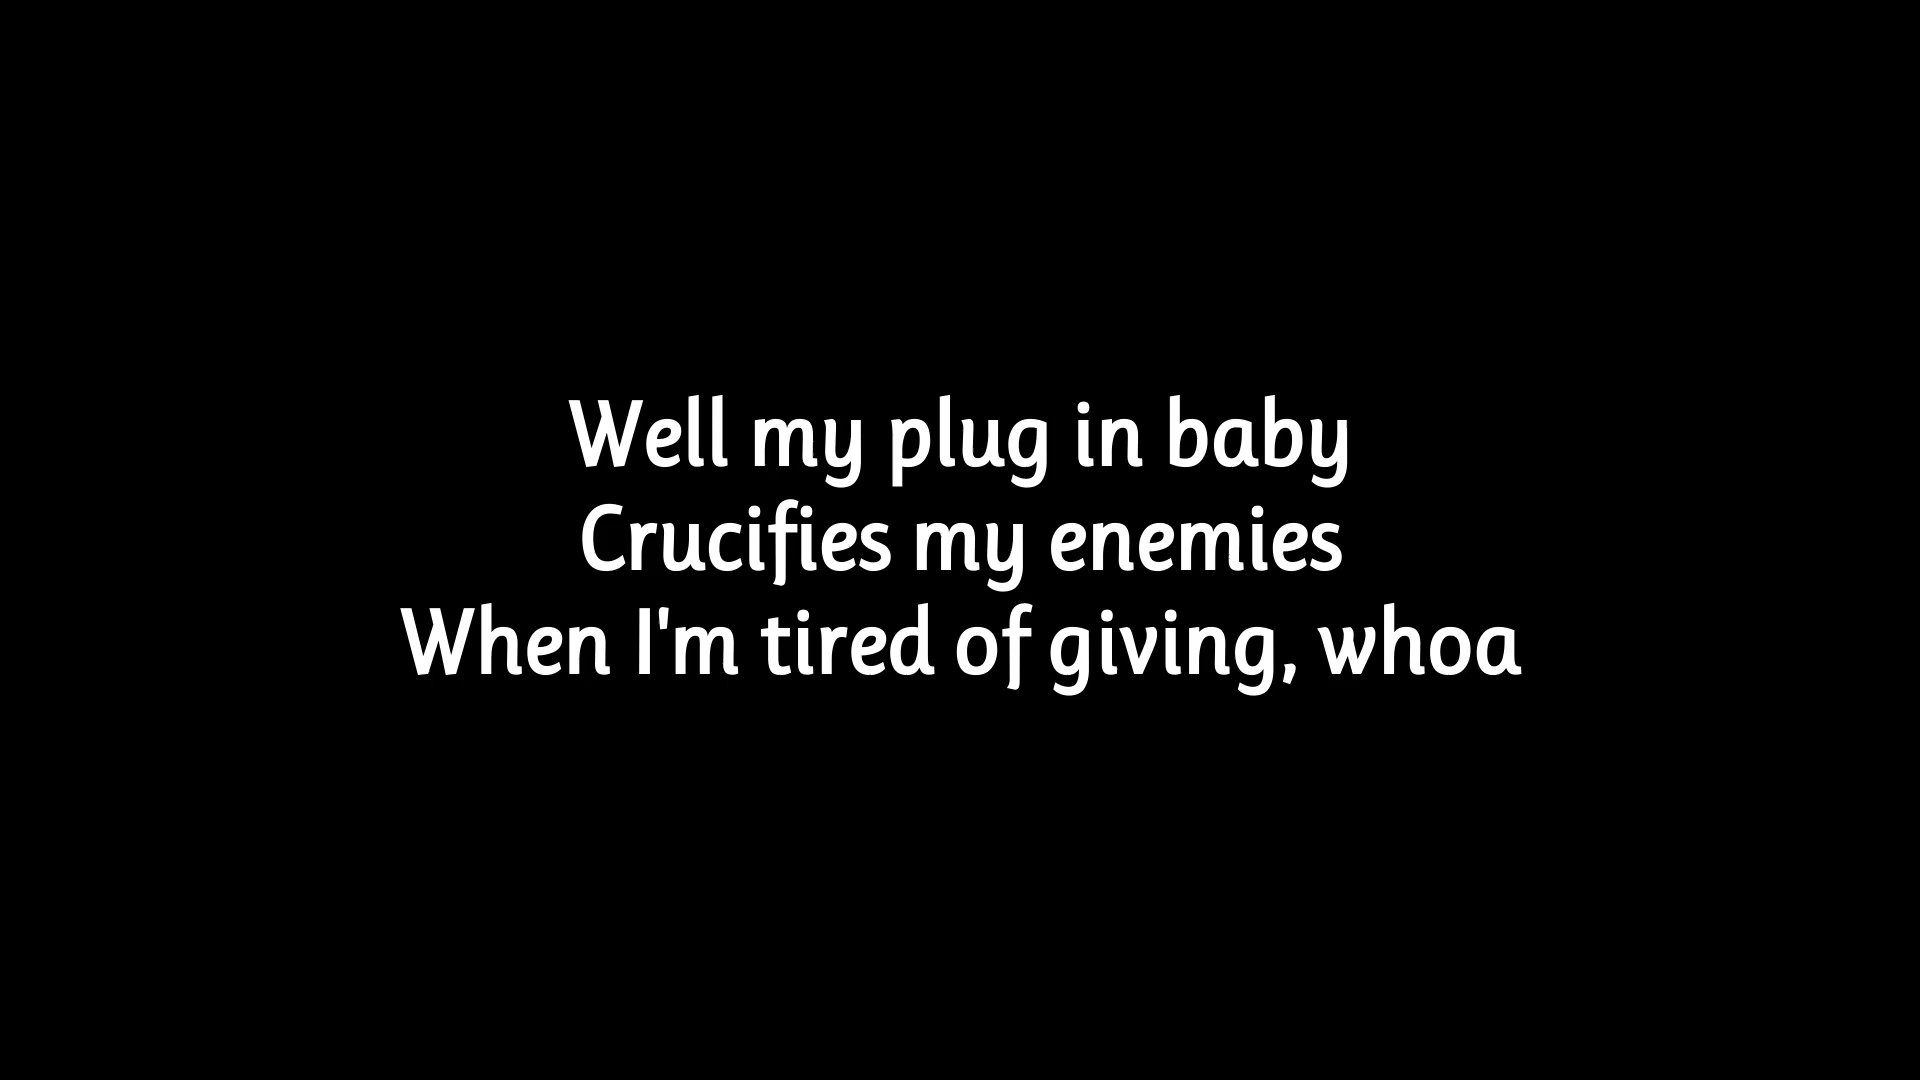 Well my plug in baby
Crucifies my enemies
When I'm tired of giving, whoa